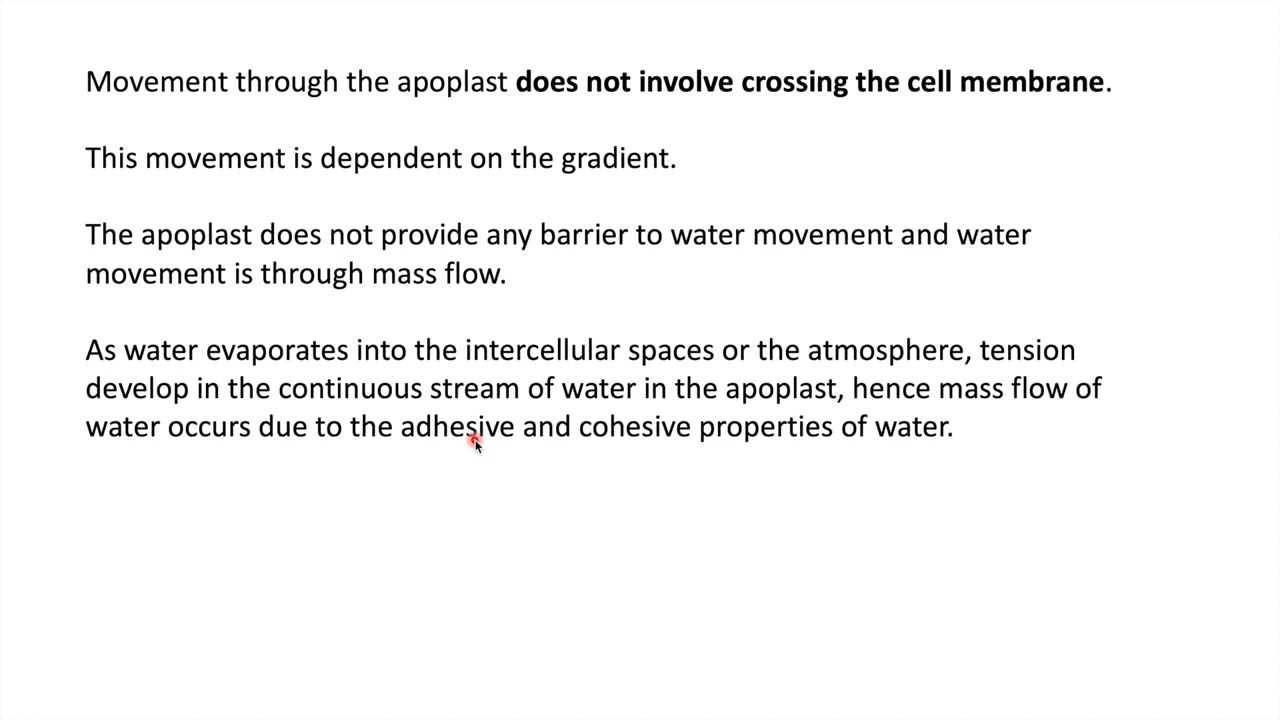 Movement through the apoplast does not involve crossing the cell membrane.
This movement is dependent on the gradient.
The apoplast does not provide any barrier to water movement and water
movement is through mass flow.
As water evaporates into the intercellular spaces or the atmosphere, tension
develop in the continuous stream of water in the apoplast, hence mass flow of
water occurs due to the adhesive and cohesive properties of water.